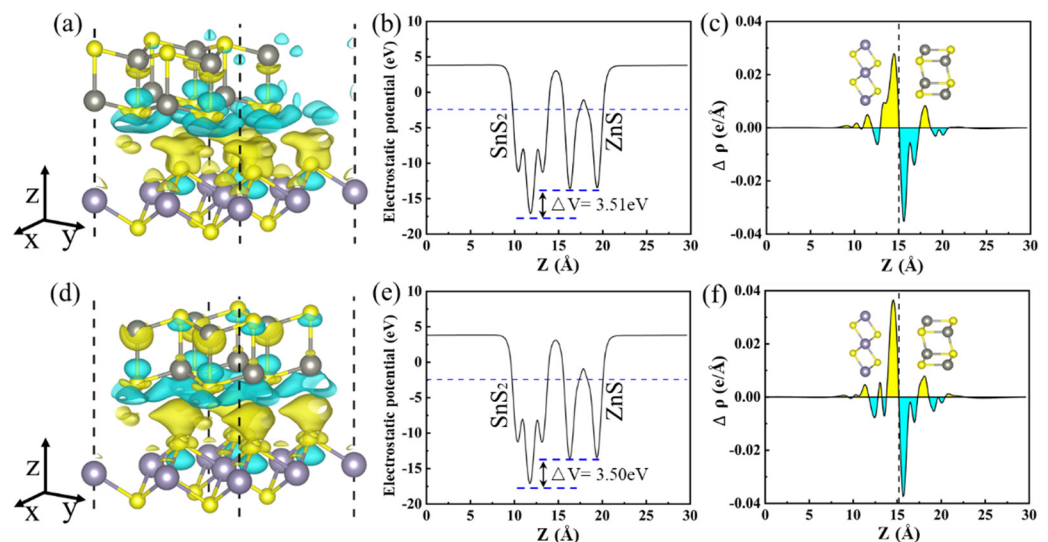 (a)
z
x
y
(b)
Electrostatic potential (eV)
10
5
0
-5
-10
-15
-20
SnS2
ZnS
△V= 3.51eV
0 5 10 15 20 25 30
Z (Å)
(c)
Δ ρ (e/Å)
0.04
0.02
0.00
-0.02
-0.04
0 5 10 15 20 25 30
Z (Å)
(d)
z
x
y
(e)
Electrostatic potential (eV)
10
5
0
-5
-10
-15
-20
SnS2
ZnS
△V= 3.50eV
0 5 10 15 20 25 30
Z (Å)
(f)
Δ ρ (e/Å)
0.04
0.02
0.00
-0.02
-0.04
0 5 10 15 20 25 30
Z (Å)